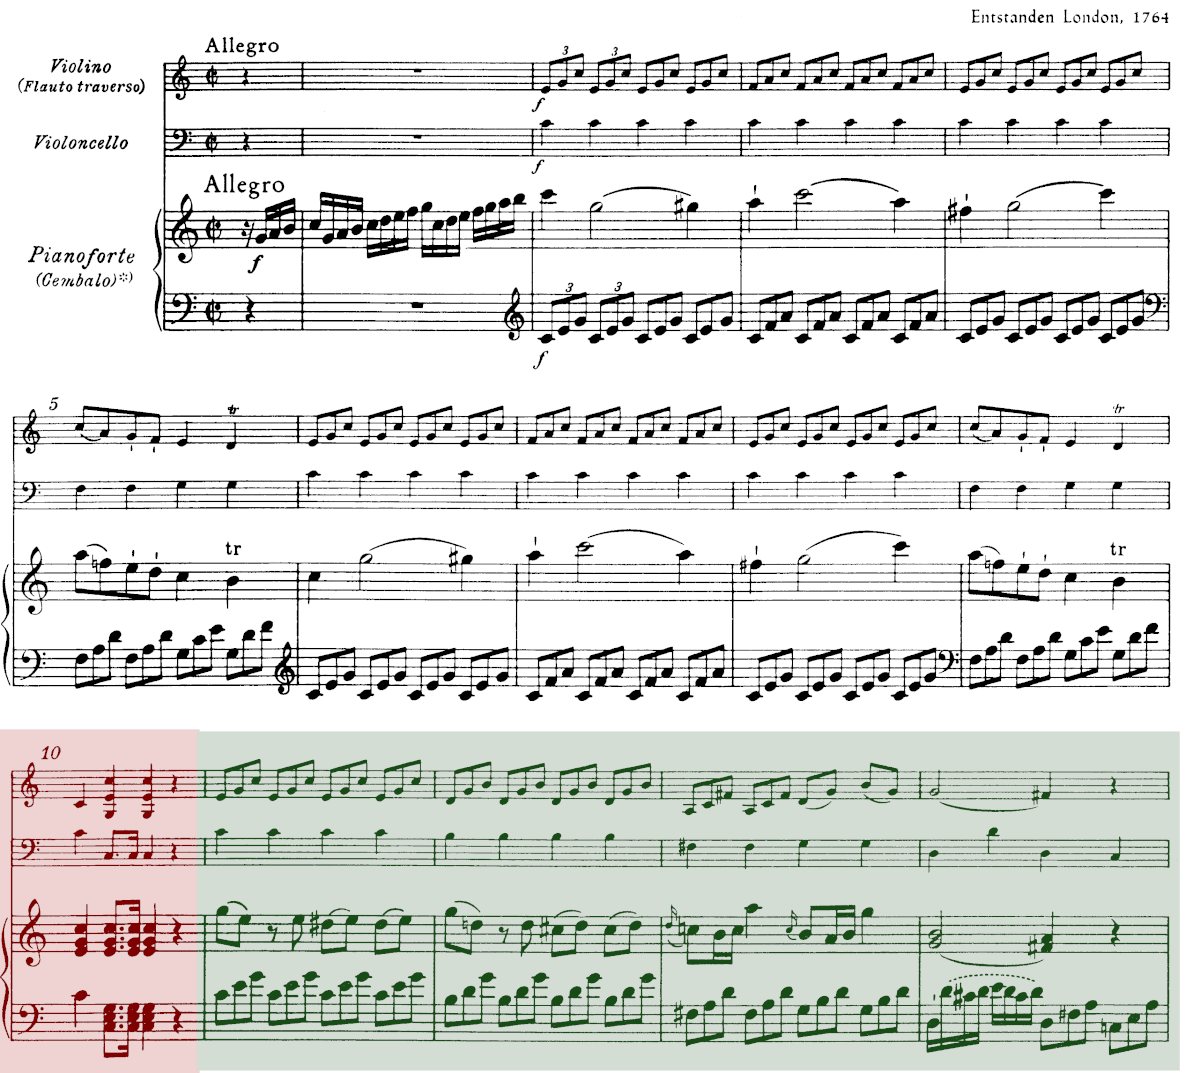 Entstanden London, 1764
Allegro
Violino
(Flauto traverso)
3 3
f
Violoncello
f
Allegro
Pianoforte
(Cembalo)*)
f
3 3
f
5
tr tr
tr tr
10